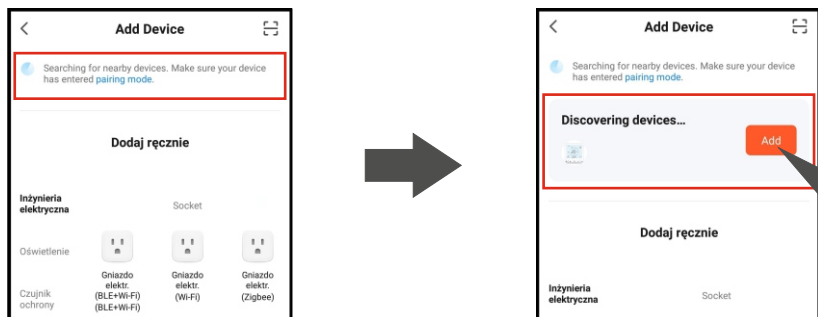 Add Device
Searching for nearby devices. Make sure your device
has entered pairing mode.
Dodaj ręcznie
Inżynieria
elektryczna
Socket
Oświetlenie
Czujnik
ochrony
Gniazdo
elektr.
(BLE+Wi-Fi)
(BLE+Wi-Fi)
Gniazdo
elektr.
(Wi-Fi)
Gniazdo
elektr.
(Zigbee)
Add Device
Searching for nearby devices. Make sure your device
has entered pairing mode.
Discovering devices...
Add
Dodaj ręcznie
Inżynieria
elektryczna
Socket